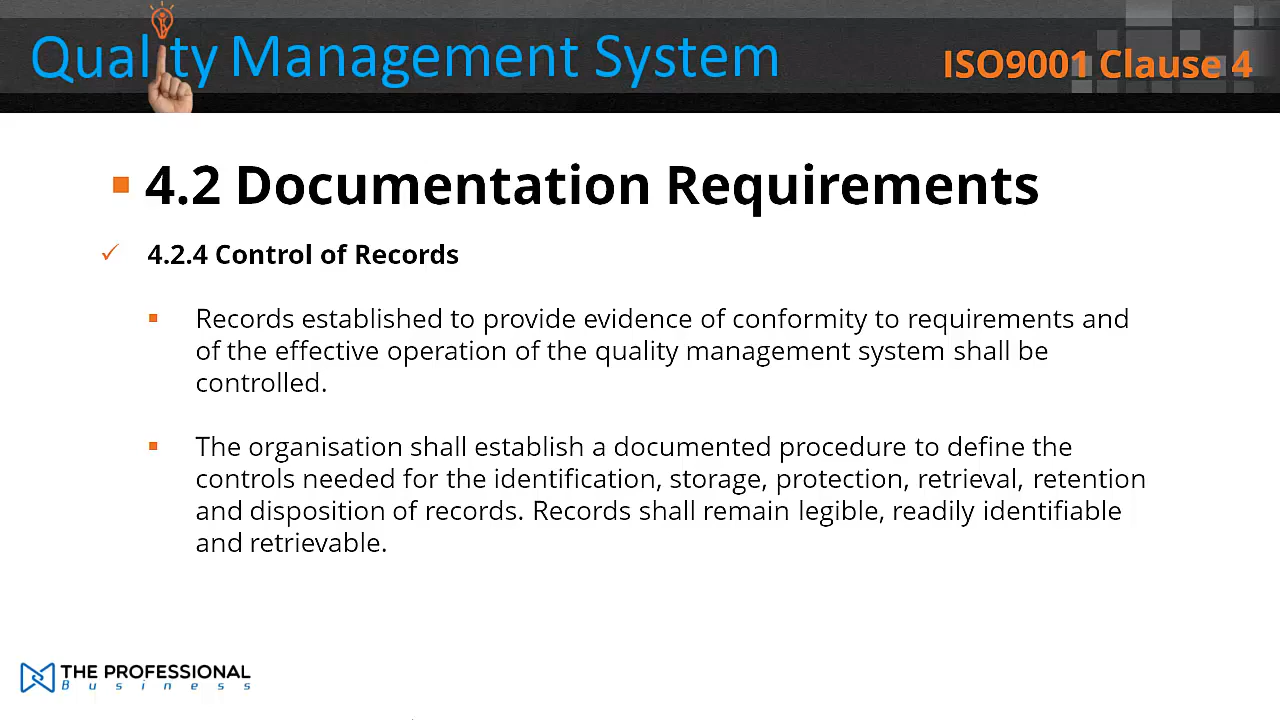 Quality Management System
ISO9001 Clause 4
4.2 Documentation Requirements
4.2.4 Control of Records
Records established to provide evidence of conformity to requirements and
of the effective operation of the quality management system shall be
controlled.
The organisation shall establish a documented procedure to define the
controls needed for the identification, storage, protection, retrieval, retention
and disposition of records. Records shall remain legible, readily identifiable
and retrievable.
THE PROFESSIONAL
Business